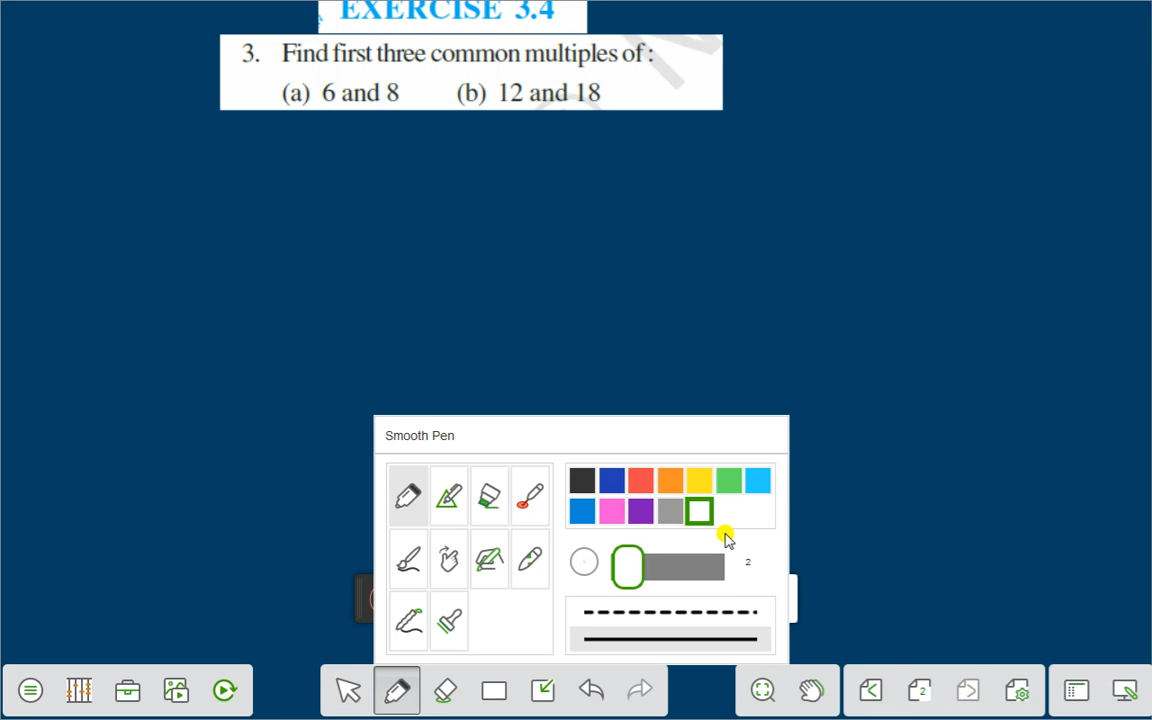 EXERCISE 3.4
3. Find first three common multiples of :
(a) 6 and 8 (b) 12 and 18
Smooth Pen
2
2